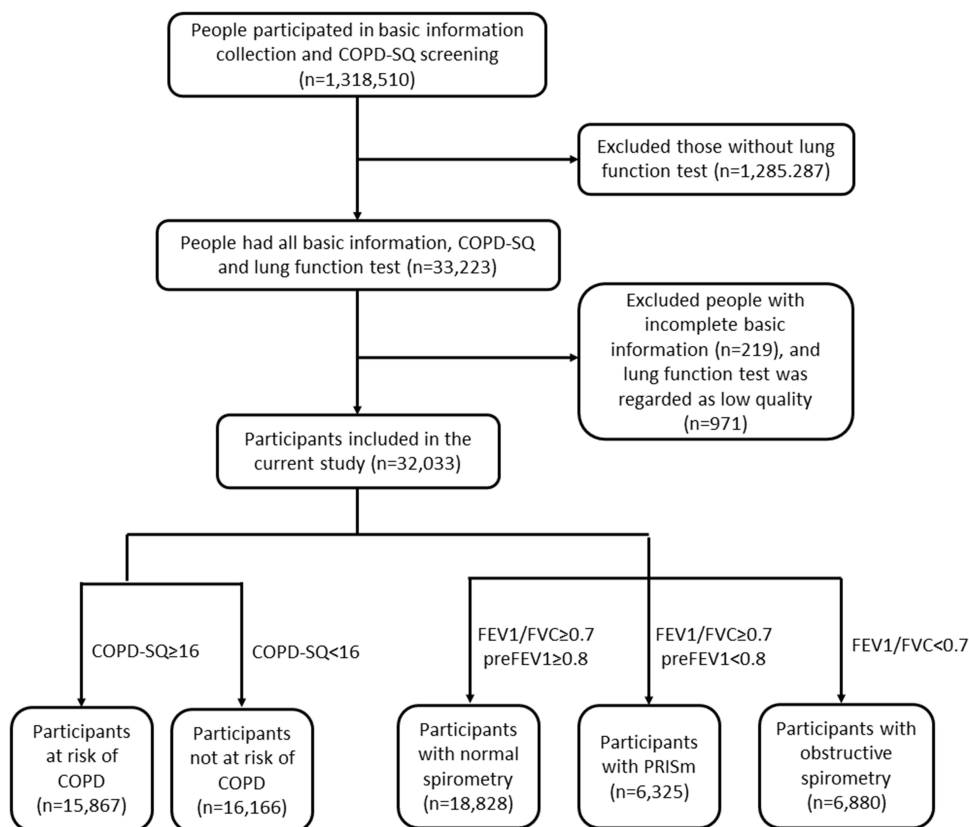 People participated in basic information
collection and COPD-SQ screening
(n=1,318,510)
Excluded those without lung
function test (n=1,285.287)
People had all basic information, COPD-SQ
and lung function test (n=33,223)
Excluded people with
incomplete basic
information (n=219), and
lung function test was
regarded as low quality
(n=971)
Participants included in the
current study (n=32,033)
COPD-SQ≥16
COPD-SQ<16
FEV1/FVC≥0.7
preFEV1≥0.8
FEV1/FVC≥0.7
preFEV1<0.8
FEV1/FVC<0.7
Participants
at risk of
COPD
(n=15,867)
Participants
not at risk of
COPD
(n=16,166)
Participants
with normal
spirometry
(n=18,828)
Participants
with PRISm
(n=6,325)
Participants with
obstructive
spirometry
(n=6,880)